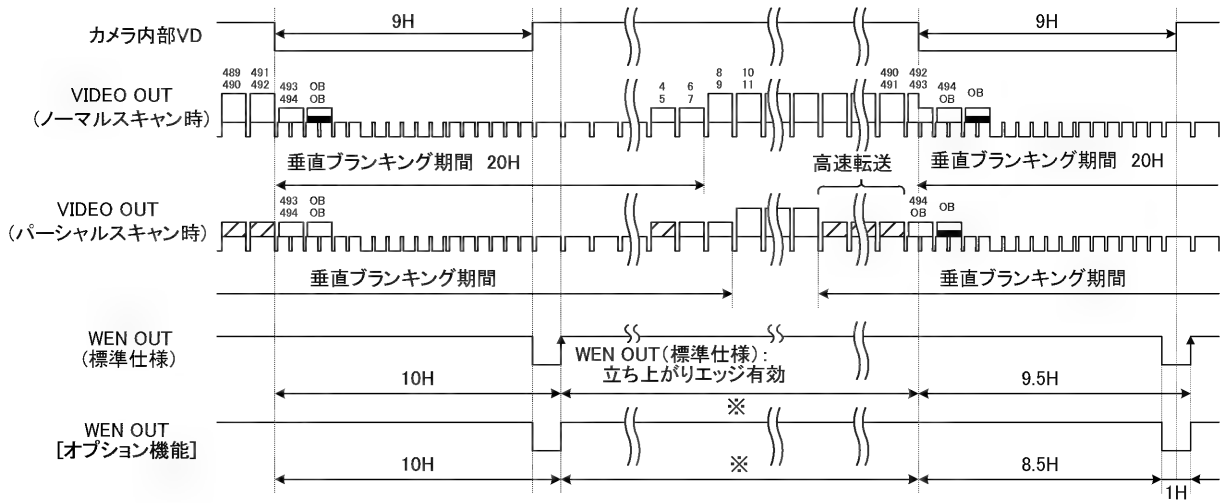 カメラ内部VD
9H
9H
VIDEO OUT
(ノーマルスキャン時)
489
490
491
492
493
494
OB
OB
4
5
6
7
8
9
10
11
490
491
492
493
494
OB
OB
垂直ブランキング期間 20H
高速転送
垂直ブランキング期間 20H
VIDEO OUT
(パーシャルスキャン時)
493
494
OB
OB
494
OB
OB
垂直ブランキング期間
垂直ブランキング期間
WEN OUT
(標準仕様)
WEN OUT(標準仕様):
立ち上がりエッジ有効
10H
※
9.5H
WEN OUT
[オプション機能]
10H
※
8.5H
1H